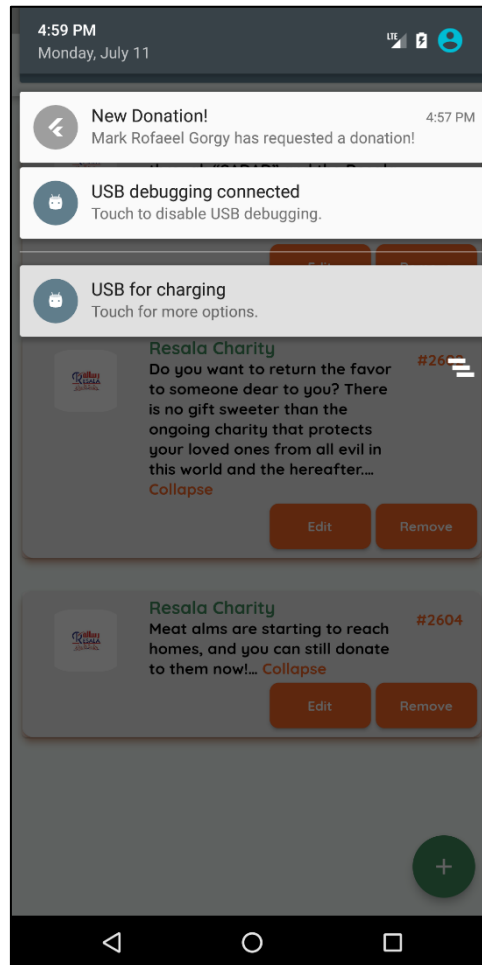 4:59 PM
Monday, July 11
LTE
New Donation!
4:57 PM
Mark Rofaeel Gorgy has requested a donation!
USB debugging connected
Touch to disable USB debugging.
USB for charging
Touch for more options.
Resala Charity
Do you want to return the favor
to someone dear to you? There
is no gift sweeter than the
ongoing charity that protects
your loved ones from all evil in
this world and the hereafter....
Collapse
Edit
Remove
Resala Charity
#2604
Meat alms are starting to reach
homes, and you can still donate
to them now!... Collapse
Edit
Remove